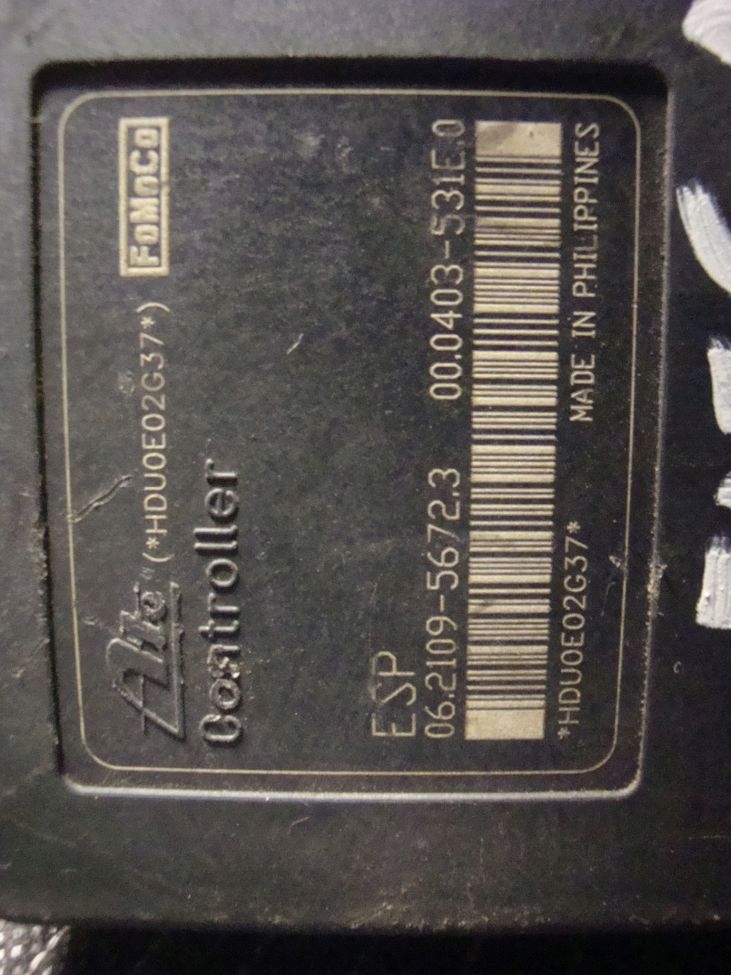 Ate® (*HDU0E02G37*) FoMoCo
Controller
ESP
06.2109-5672.3 00.0403-531E.0
*HDU0E02G37* MADE IN PHILIPPINES